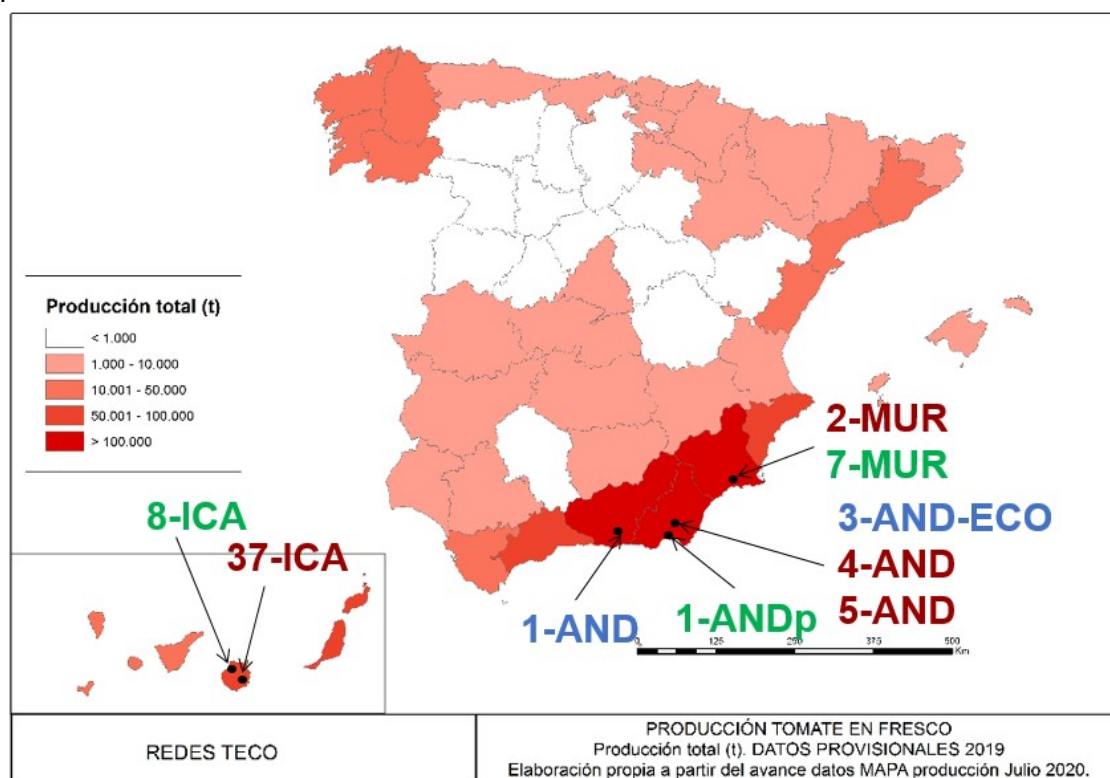 Producción total (t)
< 1.000
1.000 - 10.000
10.001 - 50.000
50.001 - 100.000
> 100.000
2-MUR
7-MUR
3-AND-ECO
4-AND
5-AND
1-AND
1-ANDp
8-ICA
37-ICA
0 125 250 375 500
Km
REDES TECO
PRODUCCIÓN TOMATE EN FRESCO
Producción total (t). DATOS PROVISIONALES 2019
Elaboración propia a partir del avance datos MAPA producción Julio 2020.